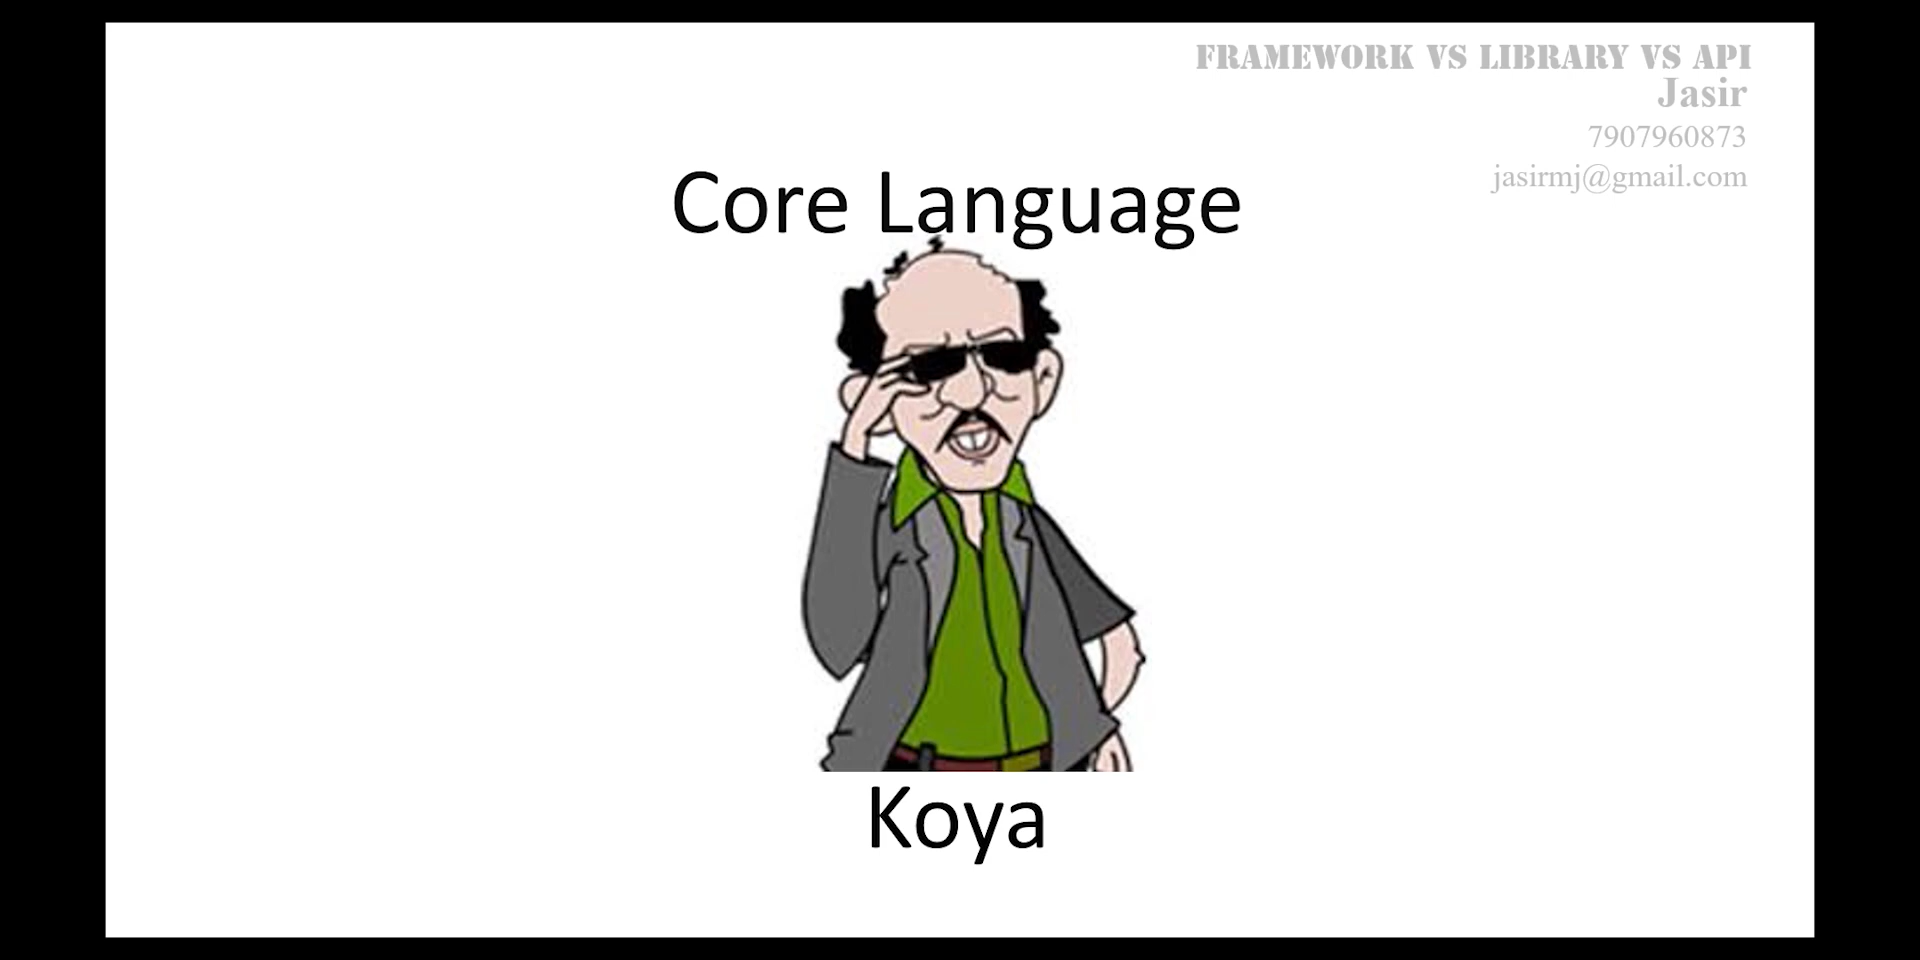 FRAMEWORK VS LIBRARY VS API
Jasir
7907960873
jasirmj@gmail.com
Core Language
Koya